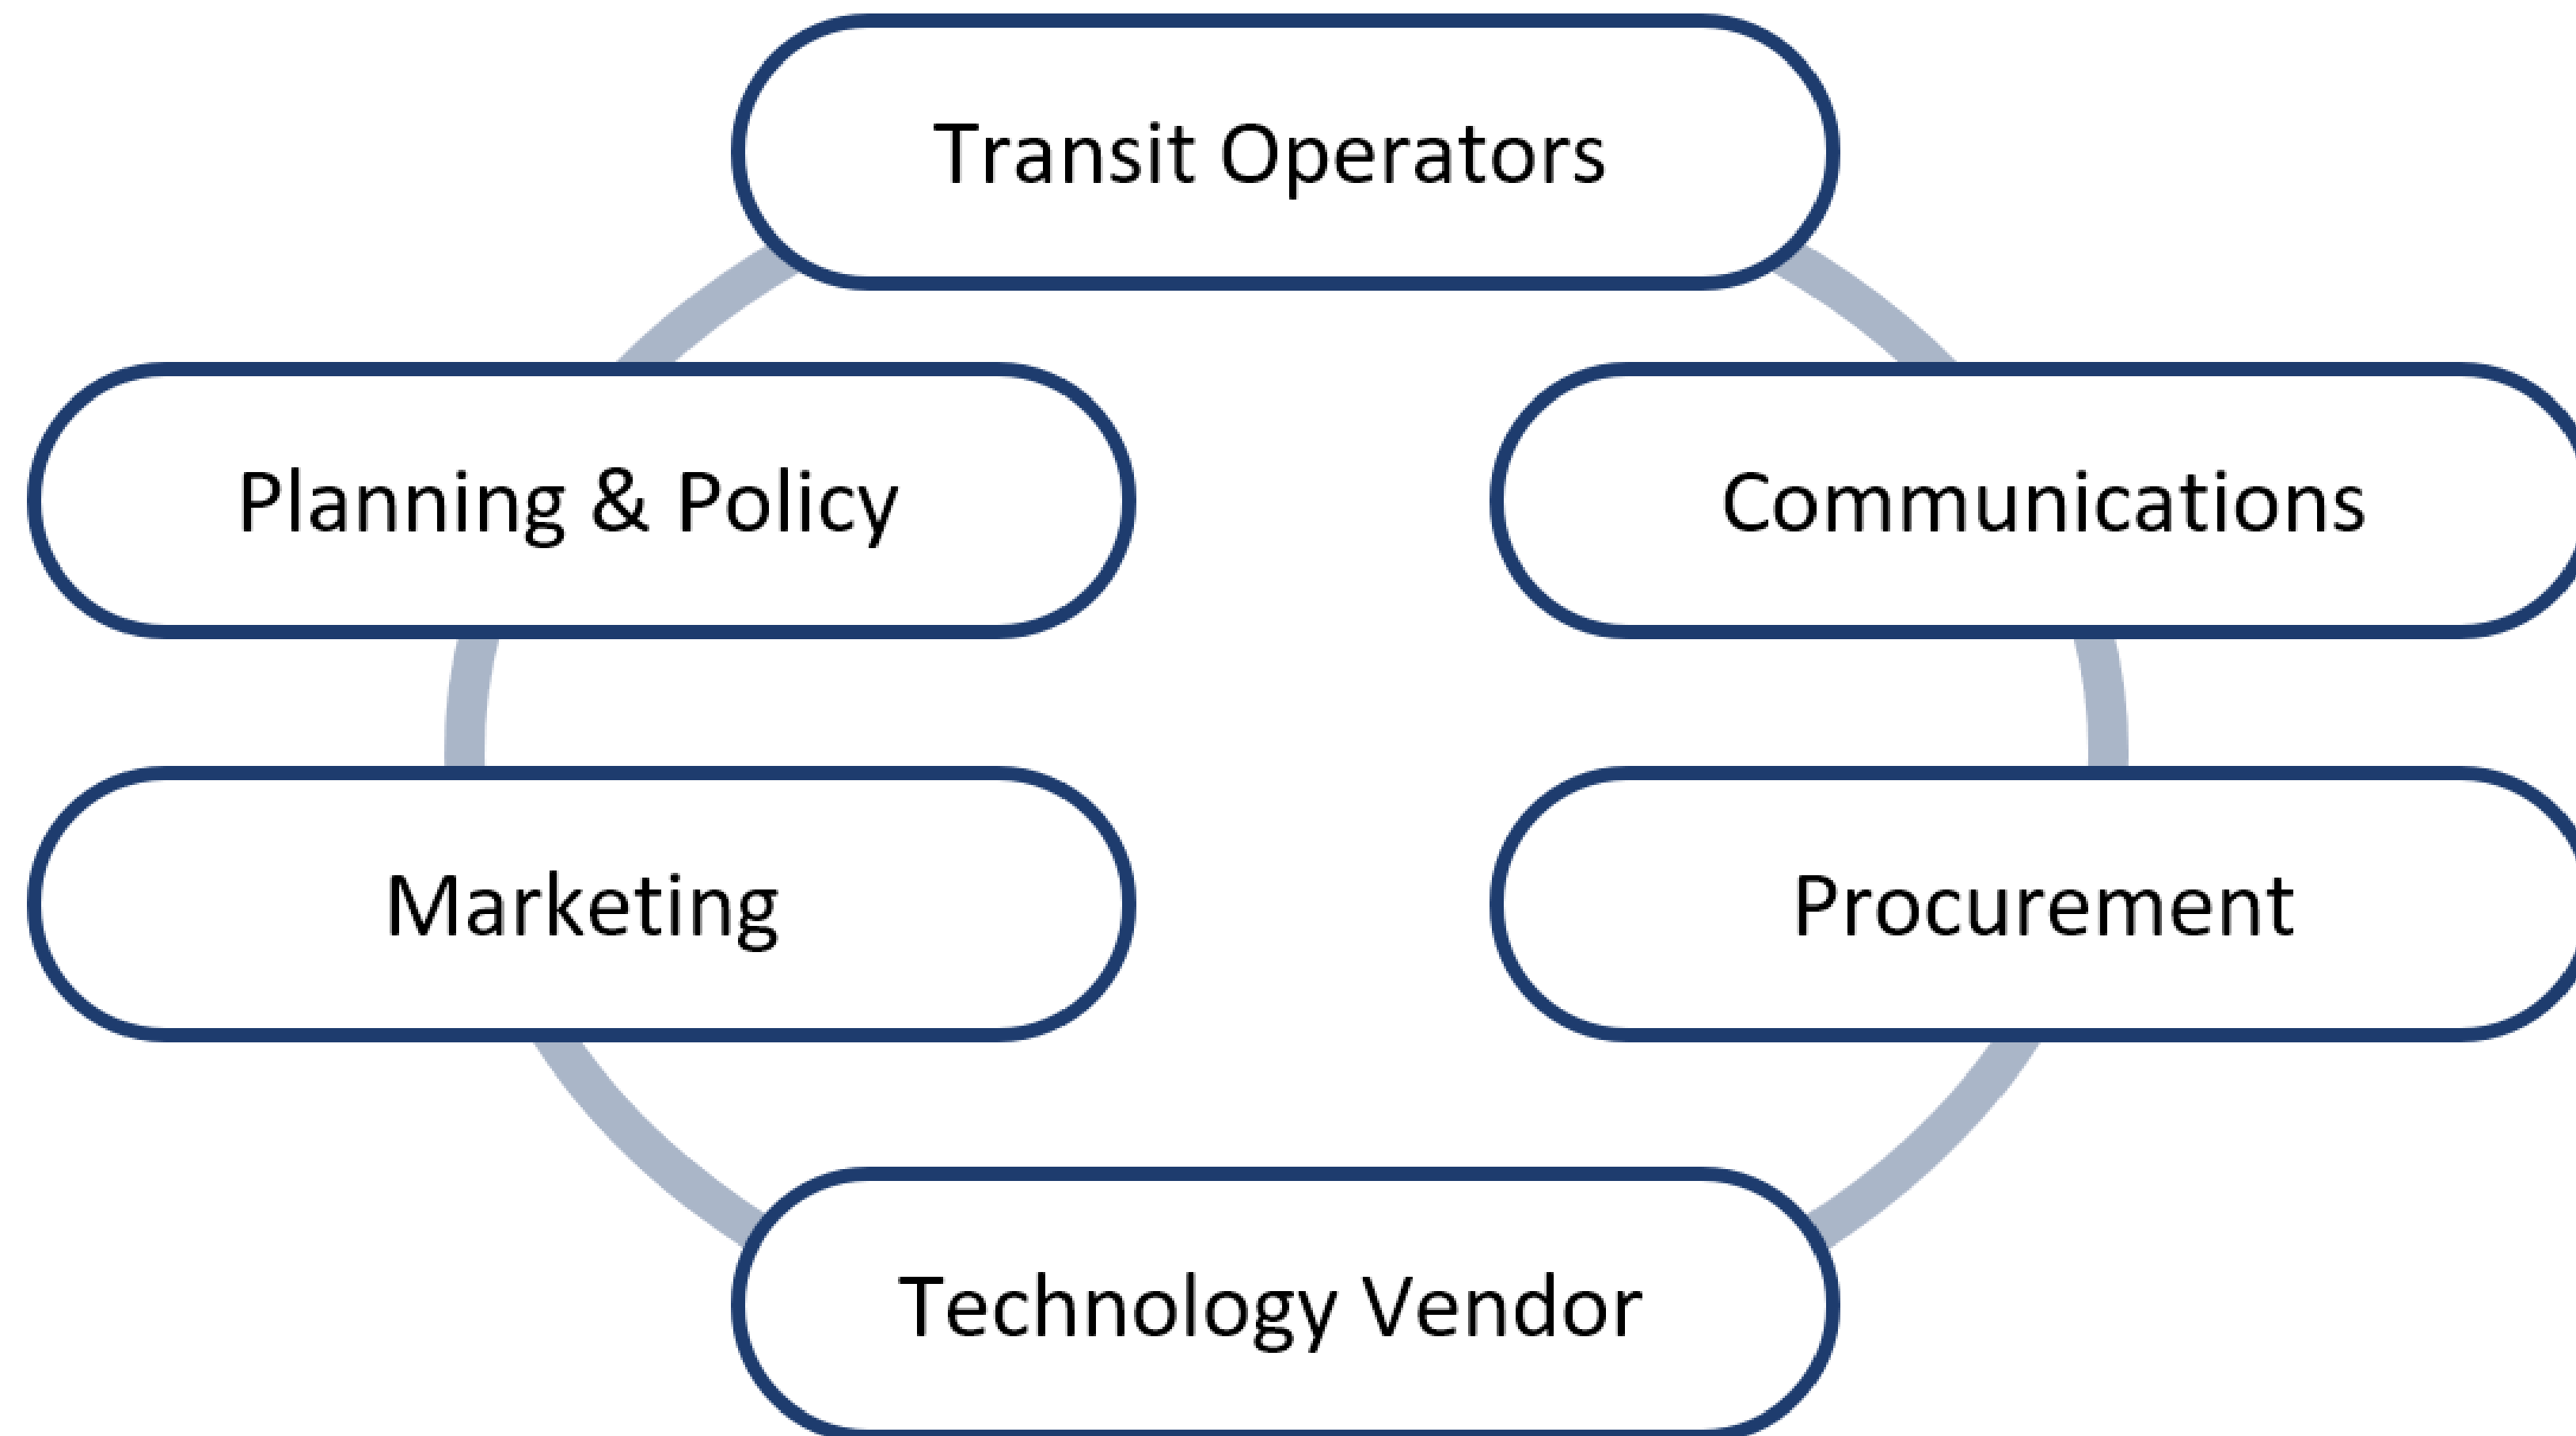 Transit Operators
Planning & Policy
Communications
Marketing
Procurement
Technology Vendor